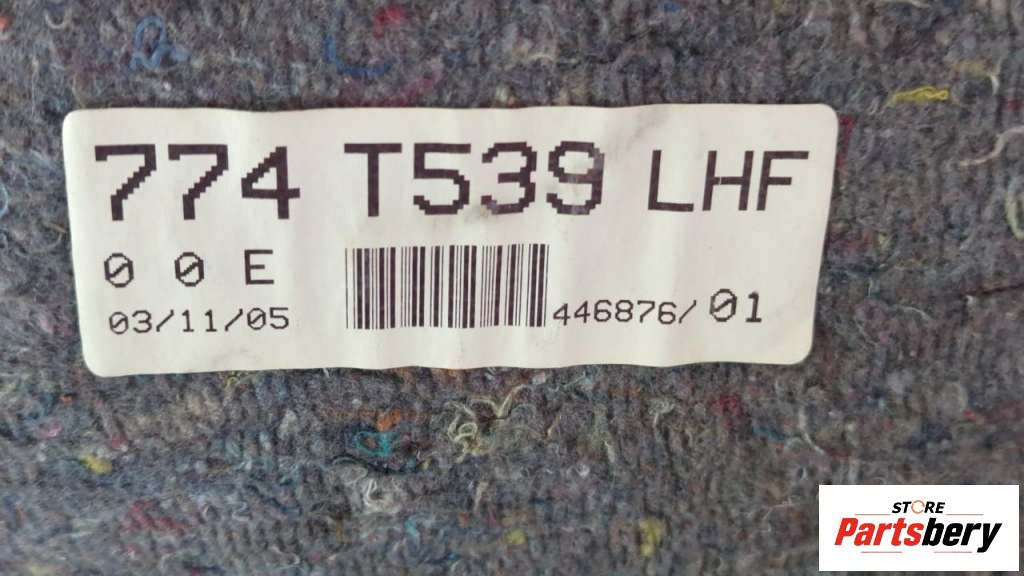 774 T539 LHF
0 0 E
03/11/05
446876/01
STORE
Partsbery